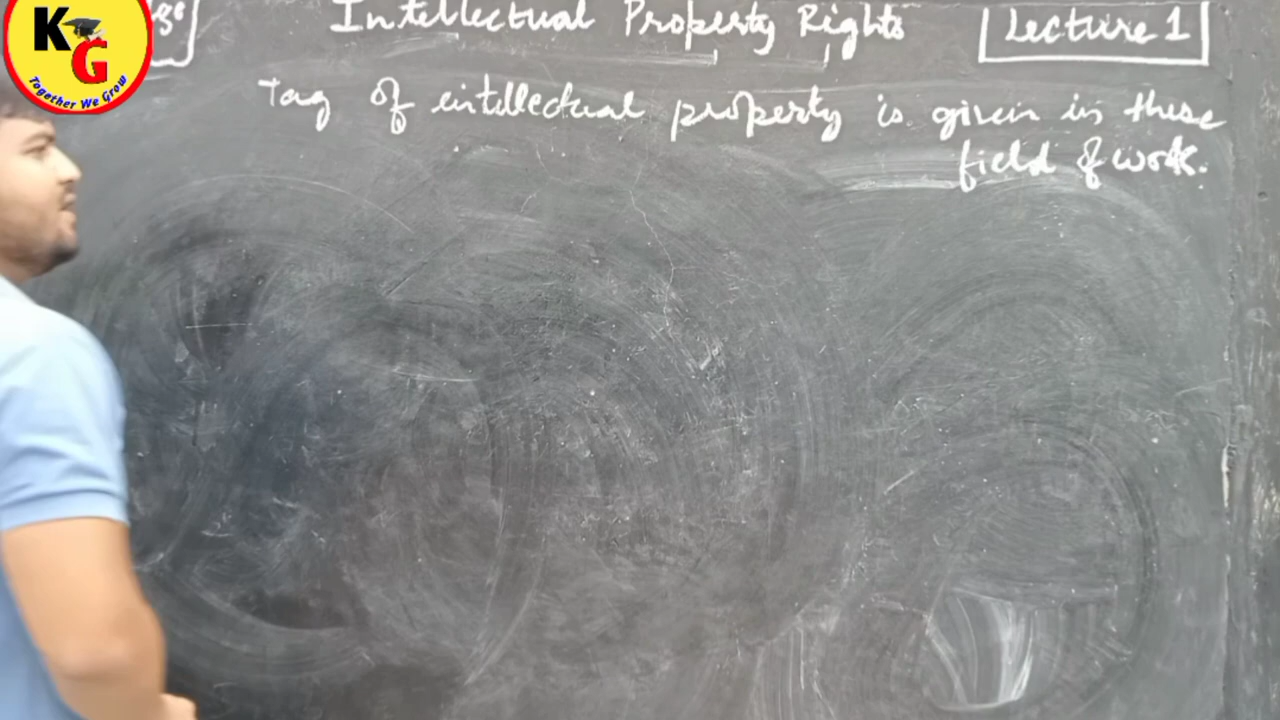 KG
Together We Grow
Intellectual Property Rights
Lecture 1
Tag of intellectual property is given in these
field of work.